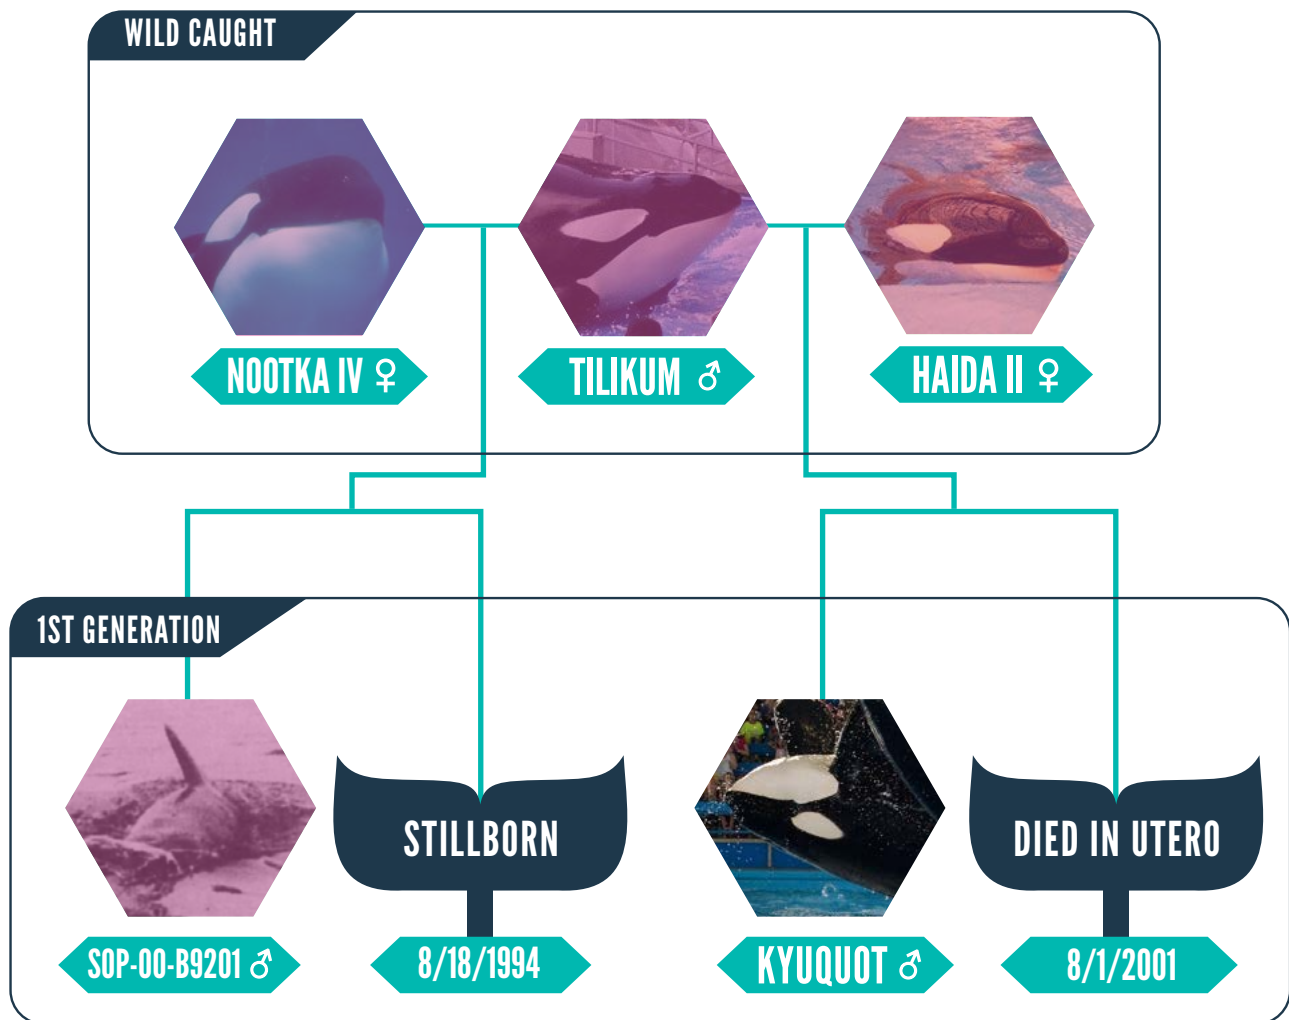 WILD CAUGHT
NOOTKA IV ♀
TILIKUM ♂
HAIDA II ♀
1ST GENERATION
STILLBORN
DIED IN UTERO
SOP-OO-B9201 ♂
8/18/1994
KYUQUOT ♂
8/1/2001